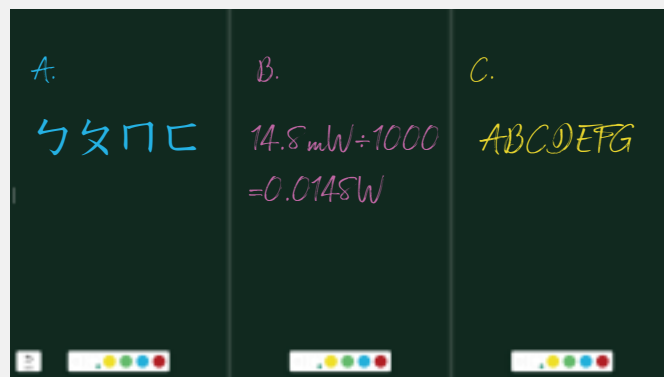 A.
ㄅㄆㄇㄈ
B.
14.8mW÷1000
=0.0148W
C.
ABCDEFG